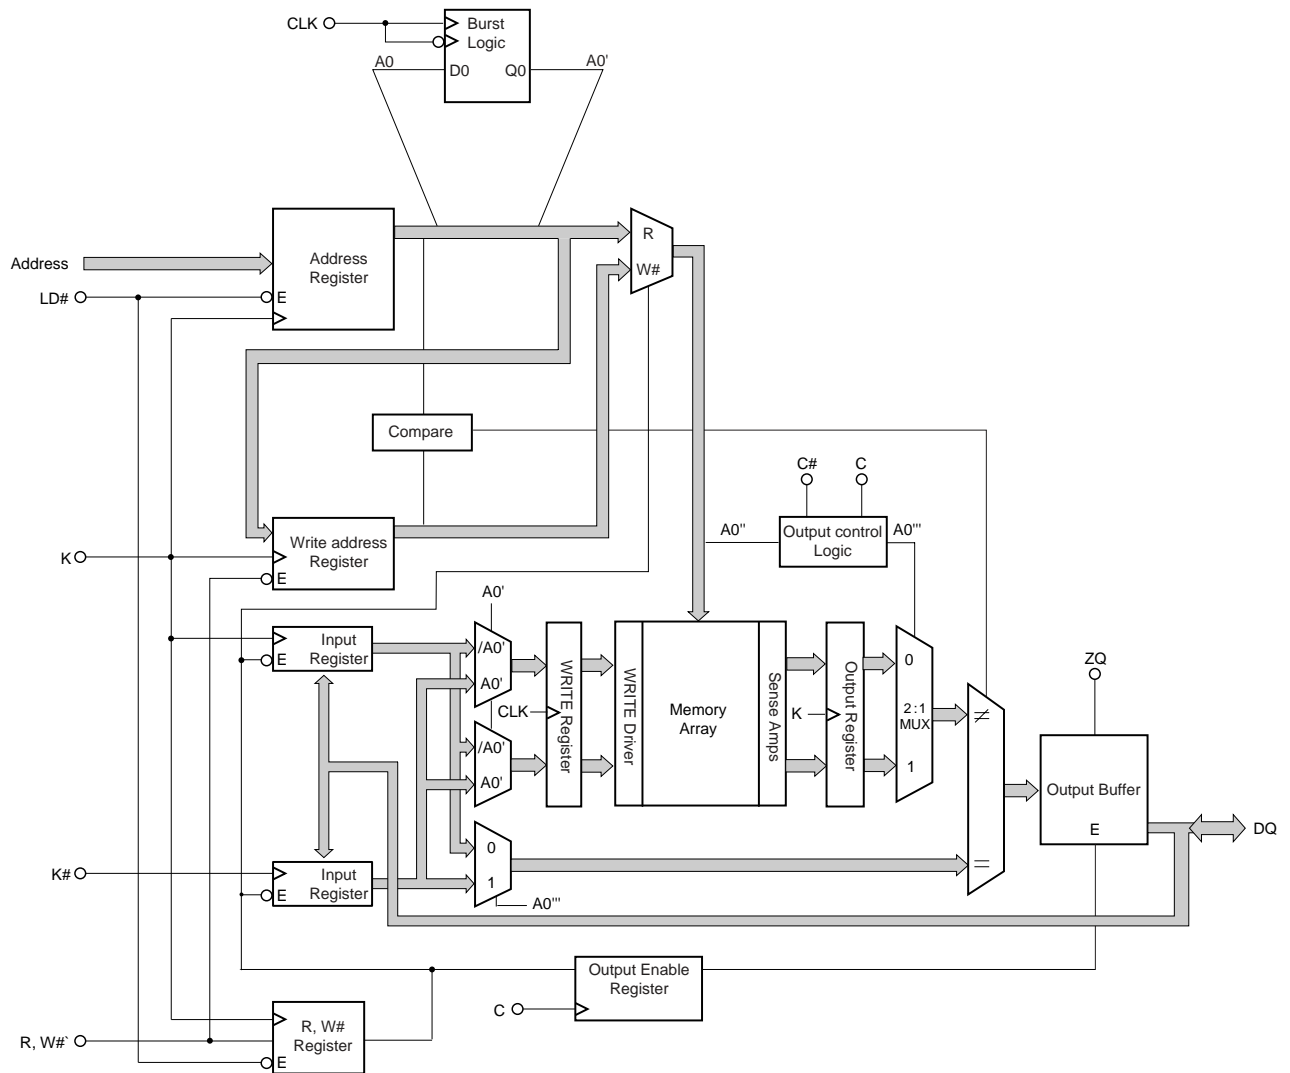 CLK
Burst
Logic
A0
D0
Q0
A0'
Address
Address
Register
R
W#
LD#
E
Compare
C#
C
A0''
Output control
Logic
A0'''
Write address
Register
K
E
A0'
Input
Register
E
/A0'
A0'
CLK
/A0'
A0'
WRITE Register
WRITE Driver
Memory
Array
Sense Amps
K
Output Register
0
2:1
MUX
1
≠
=
ZQ
Output Buffer
E
DQ
K#
Input
Register
E
0
1
A0'''
Output Enable
Register
C
R, W#
Register
R, W#`
E